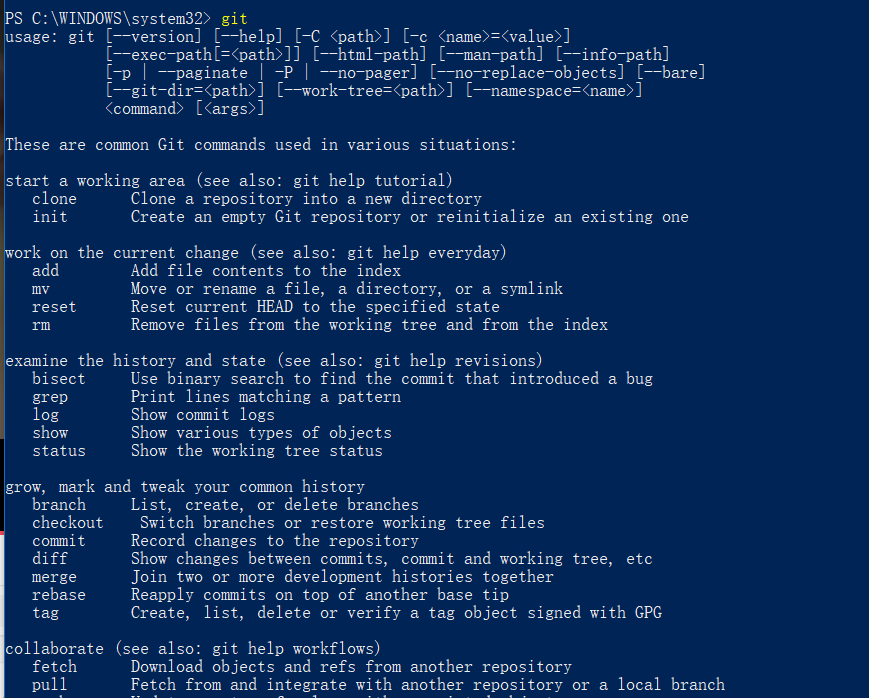 PS C:\WINDOWS\system32> git
usage: git [--version] [--help] [-C <path>] [-c <name>=<value>]
           [--exec-path[=<path>]] [--html-path] [--man-path] [--info-path]
           [-p | --paginate | -P | --no-pager] [--no-replace-objects] [--bare]
           [--git-dir=<path>] [--work-tree=<path>] [--namespace=<name>]
           <command> [<args>]

These are common Git commands used in various situations:

start a working area (see also: git help tutorial)
   clone      Clone a repository into a new directory
   init       Create an empty Git repository or reinitialize an existing one

work on the current change (see also: git help everyday)
   add        Add file contents to the index
   mv         Move or rename a file, a directory, or a symlink
   reset      Reset current HEAD to the specified state
   rm         Remove files from the working tree and from the index

examine the history and state (see also: git help revisions)
   bisect     Use binary search to find the commit that introduced a bug
   grep       Print lines matching a pattern
   log        Show commit logs
   show       Show various types of objects
   status     Show the working tree status

grow, mark and tweak your common history
   branch     List, create, or delete branches
   checkout    Switch branches or restore working tree files
   commit     Record changes to the repository
   diff       Show changes between commits, commit and working tree, etc
   merge      Join two or more development histories together
   rebase     Reapply commits on top of another base tip
   tag        Create, list, delete or verify a tag object signed with GPG

collaborate (see also: git help workflows)
   fetch      Download objects and refs from another repository
   pull       Fetch from and integrate with another repository or a local branch